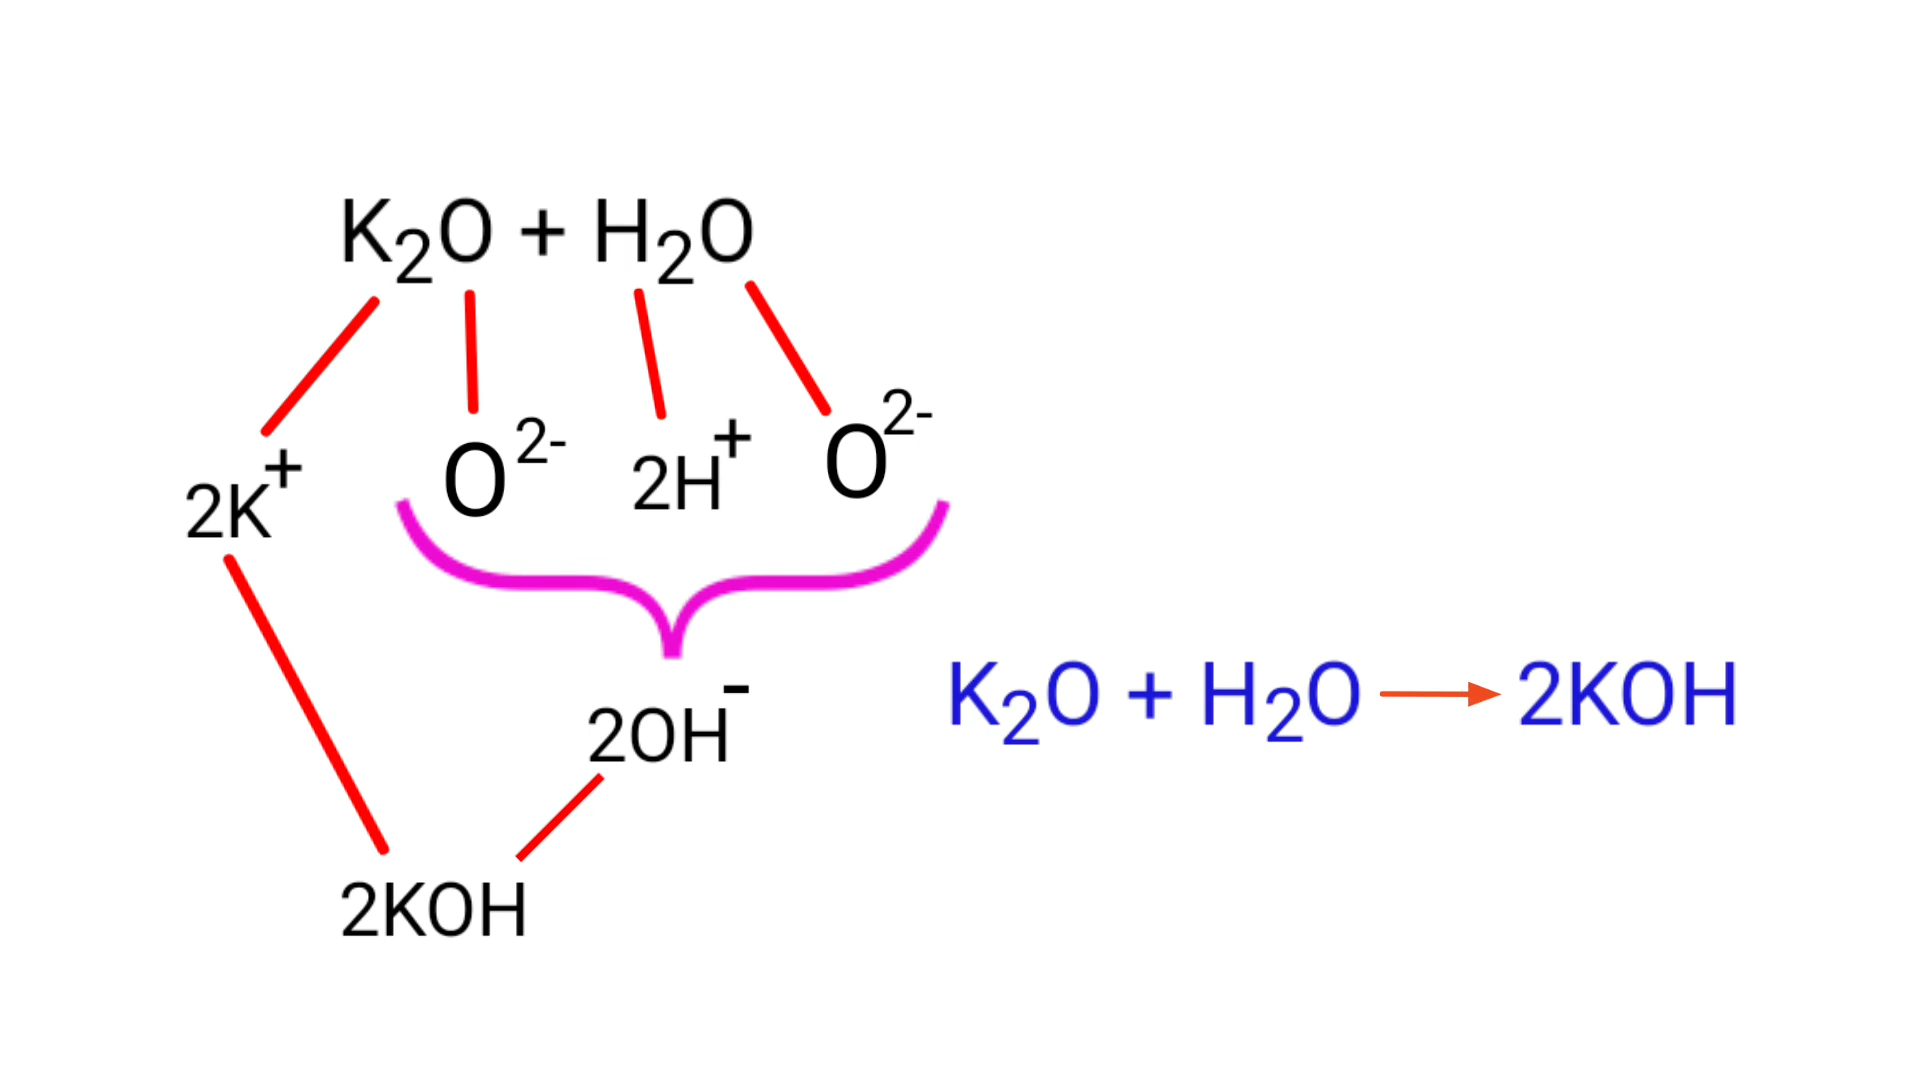 K₂O + H₂O
2K⁺ O²⁻ 2H⁺ O²⁻
2OH⁻
K₂O + H₂O → 2KOH
2KOH